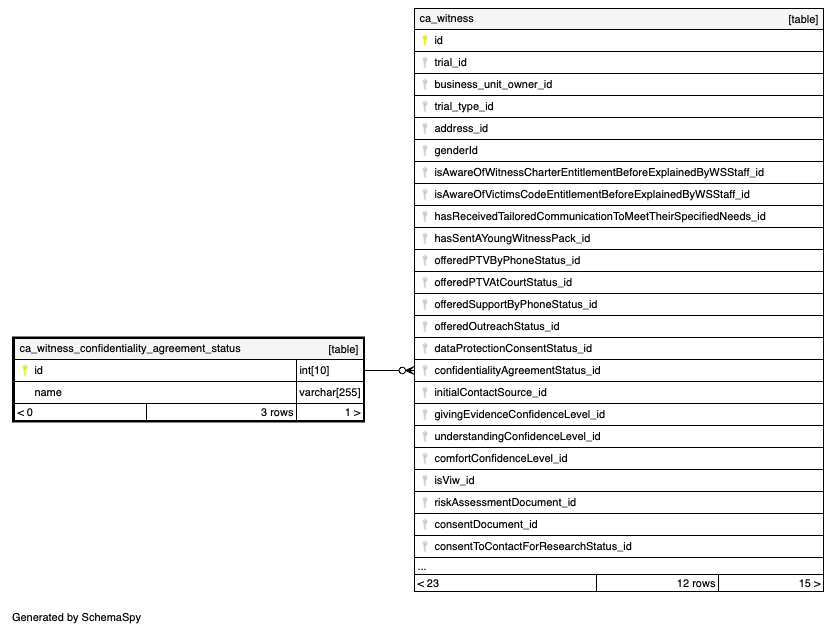 ca_witness [table]
id
trial_id
business_unit_owner_id
trial_type_id
address_id
genderId
isAwareOfWitnessCharterEntitlementBeforeExplainedByWSStaff_id
isAwareOfVictimsCodeEntitlementBeforeExplainedByWSStaff_id
hasReceivedTailoredCommunicationToMeetTheirSpecifiedNeeds_id
hasSentAYoungWitnessPack_id
offeredPTVByPhoneStatus_id
offeredPTVAtCourtStatus_id
offeredSupportByPhoneStatus_id
offeredOutreachStatus_id
dataProtectionConsentStatus_id
confidentialityAgreementStatus_id
initialContactSource_id
givingEvidenceConfidenceLevel_id
understandingConfidenceLevel_id
comfortConfidenceLevel_id
isViw_id
riskAssessmentDocument_id
consentDocument_id
consentToContactForResearchStatus_id
...
< 23 12 rows 15 >
ca_witness_confidentiality_agreement_status [table]
id int[10]
name varchar[255]
< 0 3 rows 1 >
Generated by SchemaSpy